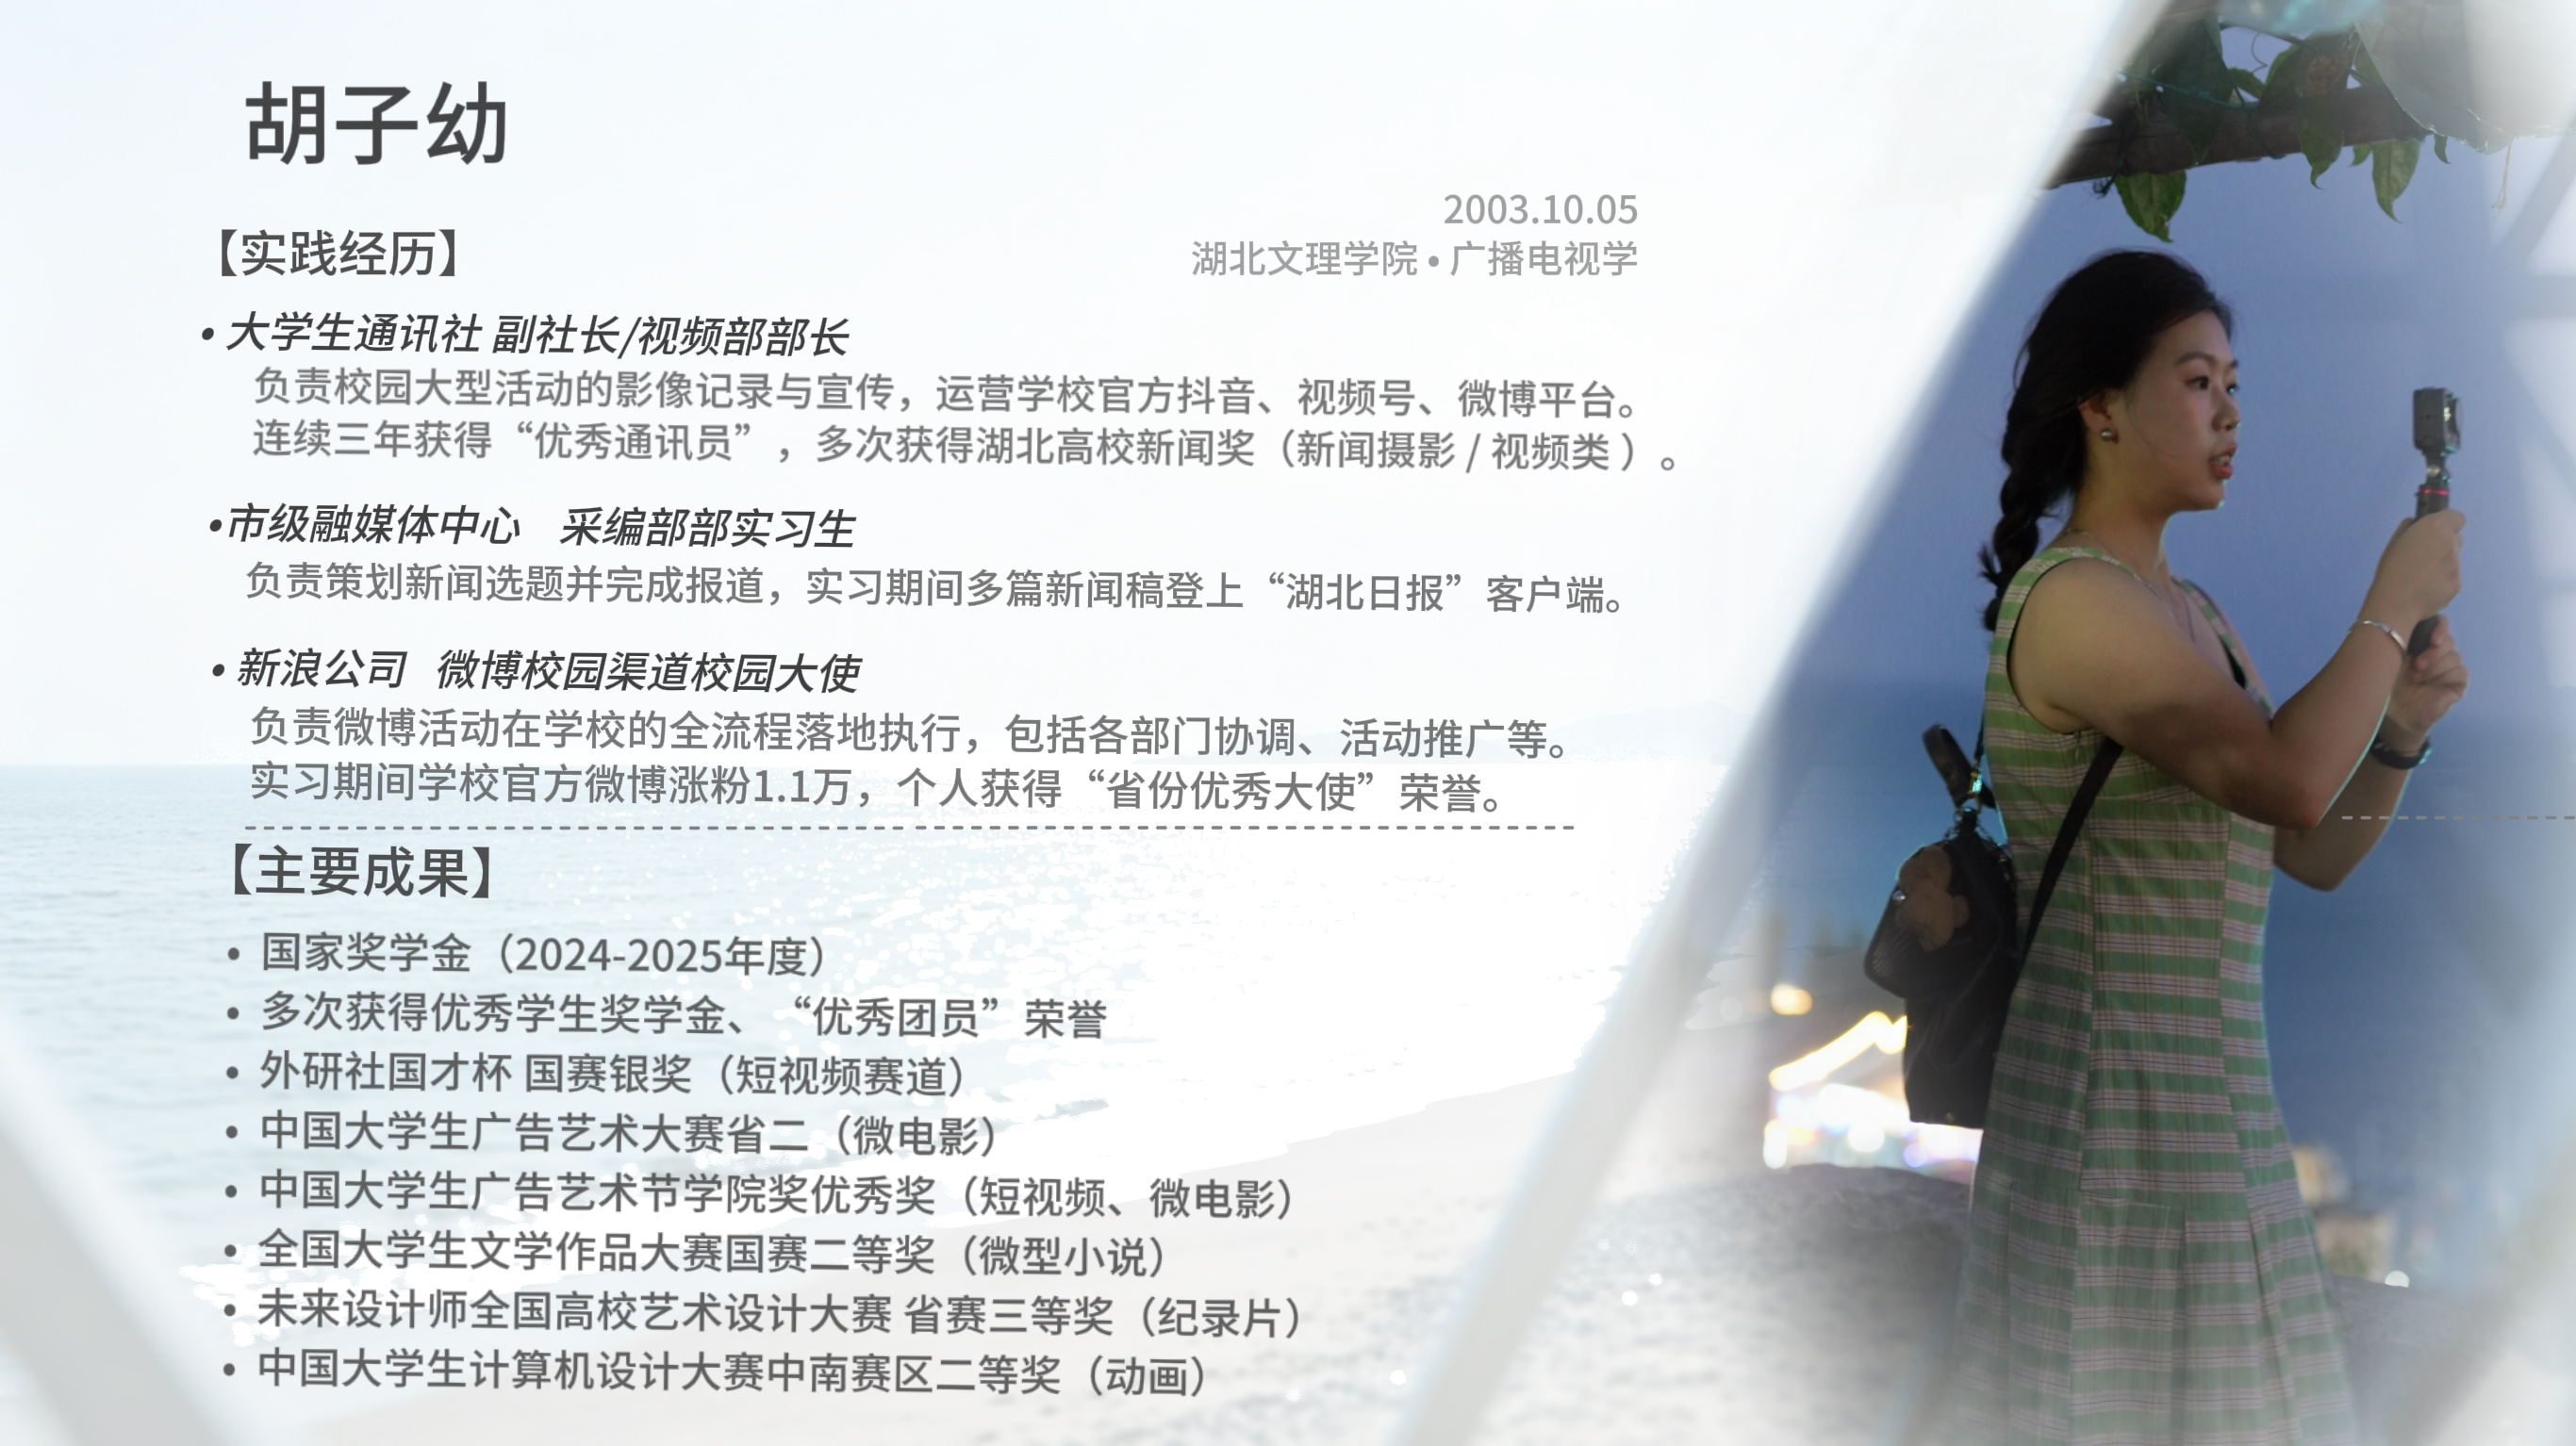 胡子幼
2003.10.05
湖北文理学院•广播电视学
【实践经历】
• 大学生通讯社 副社长/视频部部长
负责校园大型活动的影像记录与宣传，运营学校官方抖音、视频号、微博平台。
连续三年获得“优秀通讯员”，多次获得湖北高校新闻奖（新闻摄影 / 视频类 ）。
•市级融媒体中心 采编部部实习生
负责策划新闻选题并完成报道，实习期间多篇新闻稿登上“湖北日报”客户端。
• 新浪公司 微博校园渠道校园大使
负责微博活动在学校的全流程落地执行，包括各部门协调、活动推广等。
实习期间学校官方微博涨粉1.1万，个人获得“省份优秀大使”荣誉。
【主要成果】
• 国家奖学金（2024-2025年度）
• 多次获得优秀学生奖学金、“优秀团员”荣誉
• 外研社国才杯 国赛银奖（短视频赛道）
• 中国大学生广告艺术大赛省二（微电影）
• 中国大学生广告艺术节学院奖优秀奖（短视频、微电影）
• 全国大学生文学作品大赛国赛二等奖（微型小说）
• 未来设计师全国高校艺术设计大赛 省赛三等奖（纪录片）
• 中国大学生计算机设计大赛中南赛区二等奖（动画）